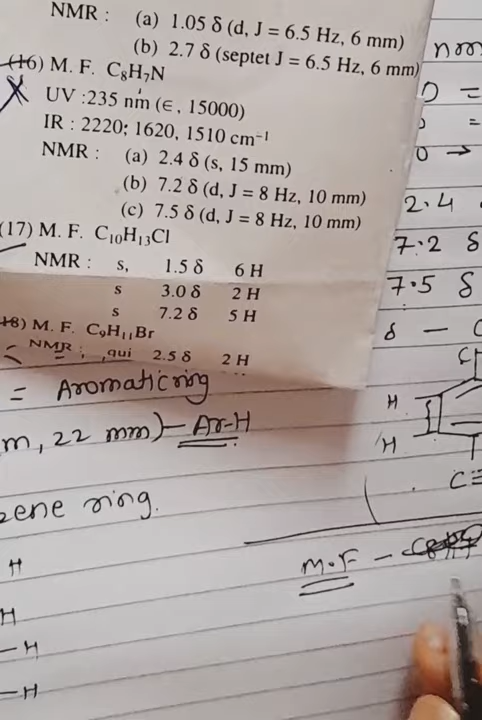 NMR : (a) 1.05 δ (d, J = 6.5 Hz, 6 mm)
(b) 2.7 δ (septet J = 6.5 Hz, 6 mm)
(16) M. F. C₈H₇N
UV :235 nm (∈, 15000)
IR : 2220; 1620, 1510 cm⁻¹
NMR : (a) 2.4 δ (s, 15 mm)
(b) 7.2 δ (d, J = 8 Hz, 10 mm)
(c) 7.5 δ (d, J = 8 Hz, 10 mm)
(17) M. F. C₁₀H₁₃Cl
NMR : s, 1.5 δ 6 H
s 3.0 δ 2 H
s 7.2 δ 5 H
18) M. F. C₉H₁₁Br
NMR : ,qui 2.5 δ 2 H
= Aromatic ring
m, 22 mm) – Ar-H
zene ring.
H
H
– H
– H
=
=
0 →
2.4
7.2 δ
7.5 δ
δ – C
H
H
C≡
M.F –